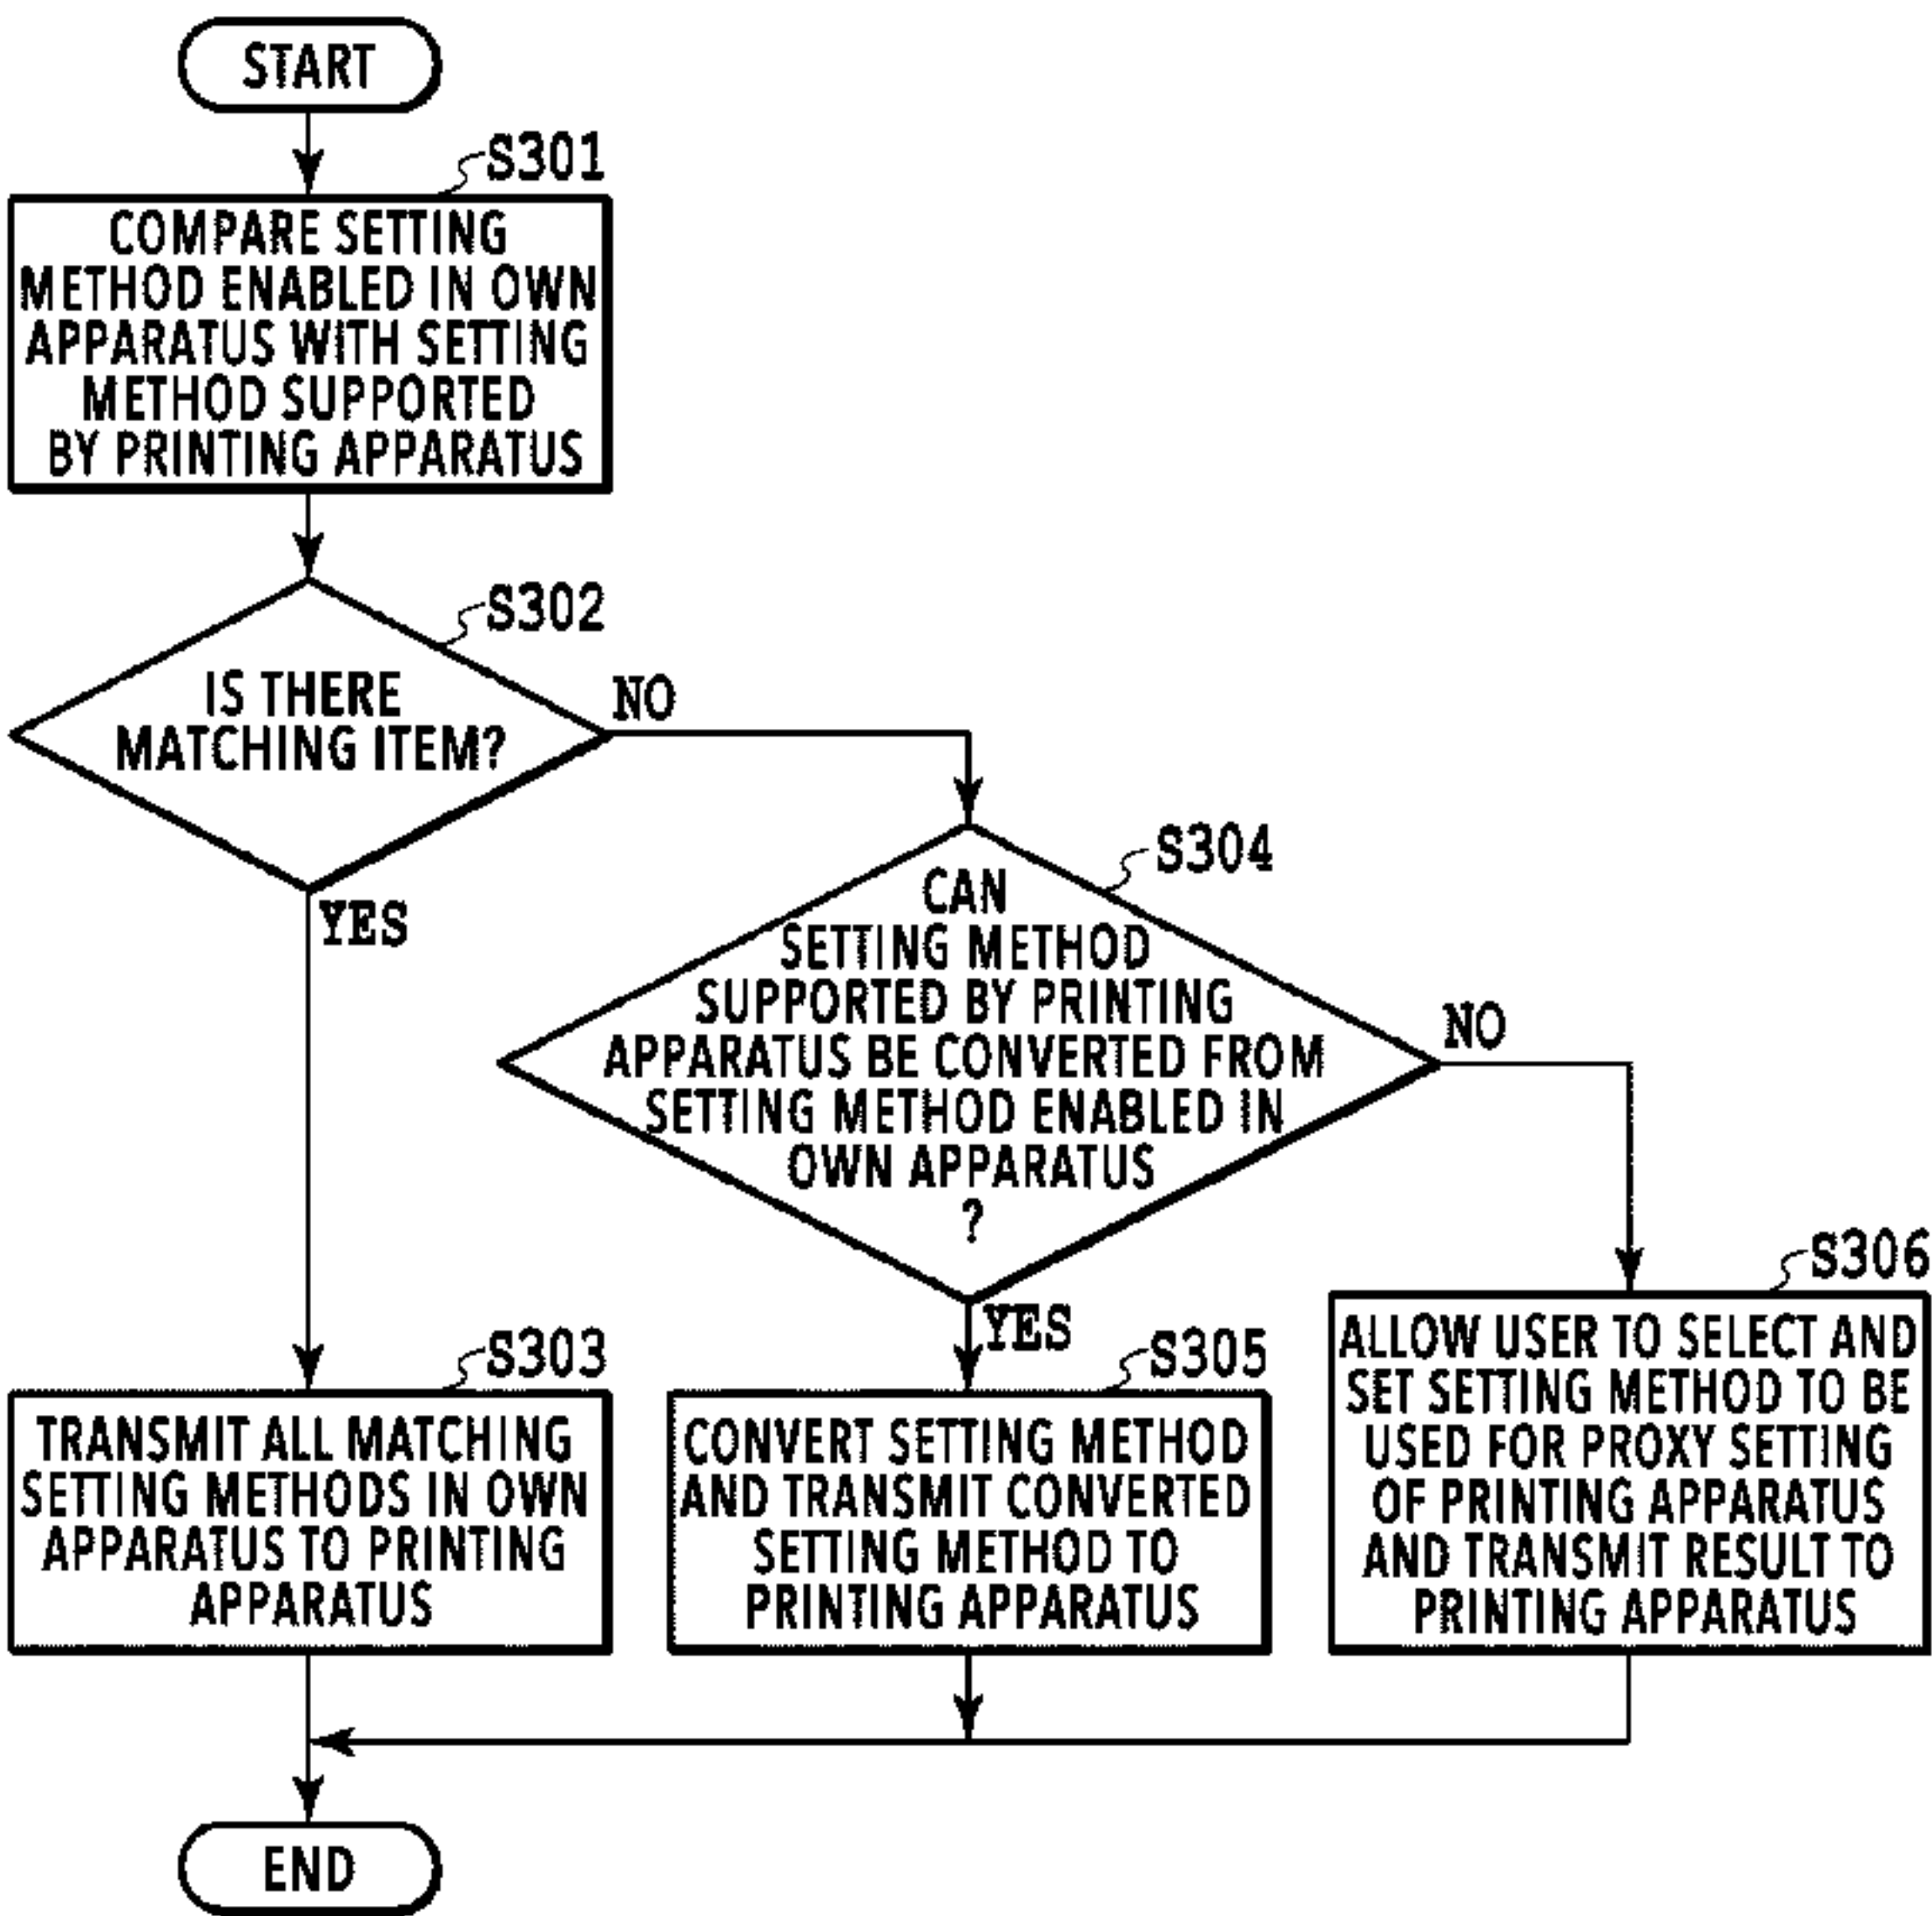 START
S301
COMPARE SETTING
METHOD ENABLED IN OWN
APPARATUS WITH SETTING
METHOD SUPPORTED
BY PRINTING APPARATUS
S302
IS THERE
MATCHING ITEM?
NO
YES
S304
CAN
SETTING METHOD
SUPPORTED BY PRINTING
APPARATUS BE CONVERTED FROM
SETTING METHOD ENABLED IN
OWN APPARATUS
?
NO
YES
S303
TRANSMIT ALL MATCHING
SETTING METHODS IN OWN
APPARATUS TO PRINTING
APPARATUS
S305
CONVERT SETTING METHOD
AND TRANSMIT CONVERTED
SETTING METHOD TO
PRINTING APPARATUS
S306
ALLOW USER TO SELECT AND
SET SETTING METHOD TO BE
USED FOR PROXY SETTING
OF PRINTING APPARATUS
AND TRANSMIT RESULT TO
PRINTING APPARATUS
END